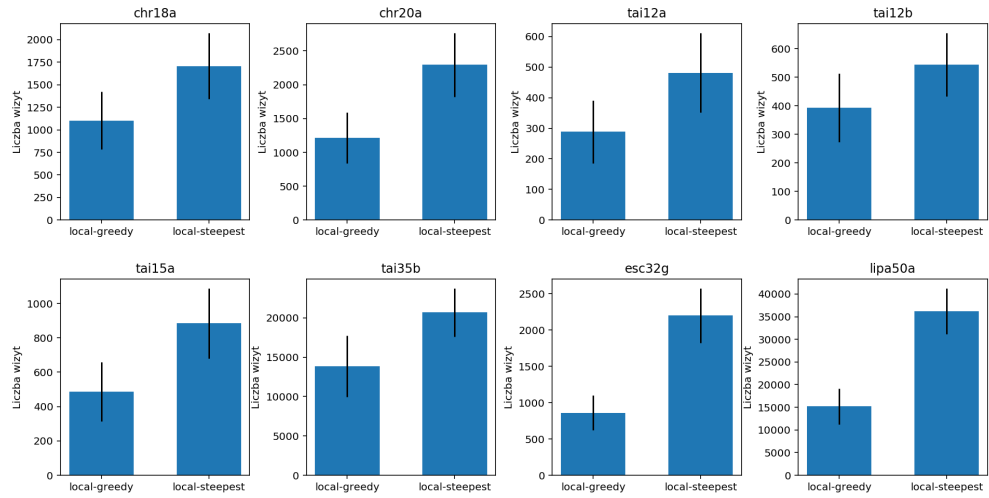 chr18a
Liczba wizyt
2000
1750
1500
1250
1000
750
500
250
0
local-greedy local-steepest
chr20a
Liczba wizyt
2500
2000
1500
1000
500
0
local-greedy local-steepest
tai12a
Liczba wizyt
600
500
400
300
200
100
0
local-greedy local-steepest
tai12b
Liczba wizyt
600
500
400
300
200
100
0
local-greedy local-steepest
tai15a
Liczba wizyt
1000
800
600
400
200
0
local-greedy local-steepest
tai35b
Liczba wizyt
20000
15000
10000
5000
0
local-greedy local-steepest
esc32g
Liczba wizyt
2500
2000
1500
1000
500
0
local-greedy local-steepest
lipa50a
Liczba wizyt
40000
35000
30000
25000
20000
15000
10000
5000
0
local-greedy local-steepest